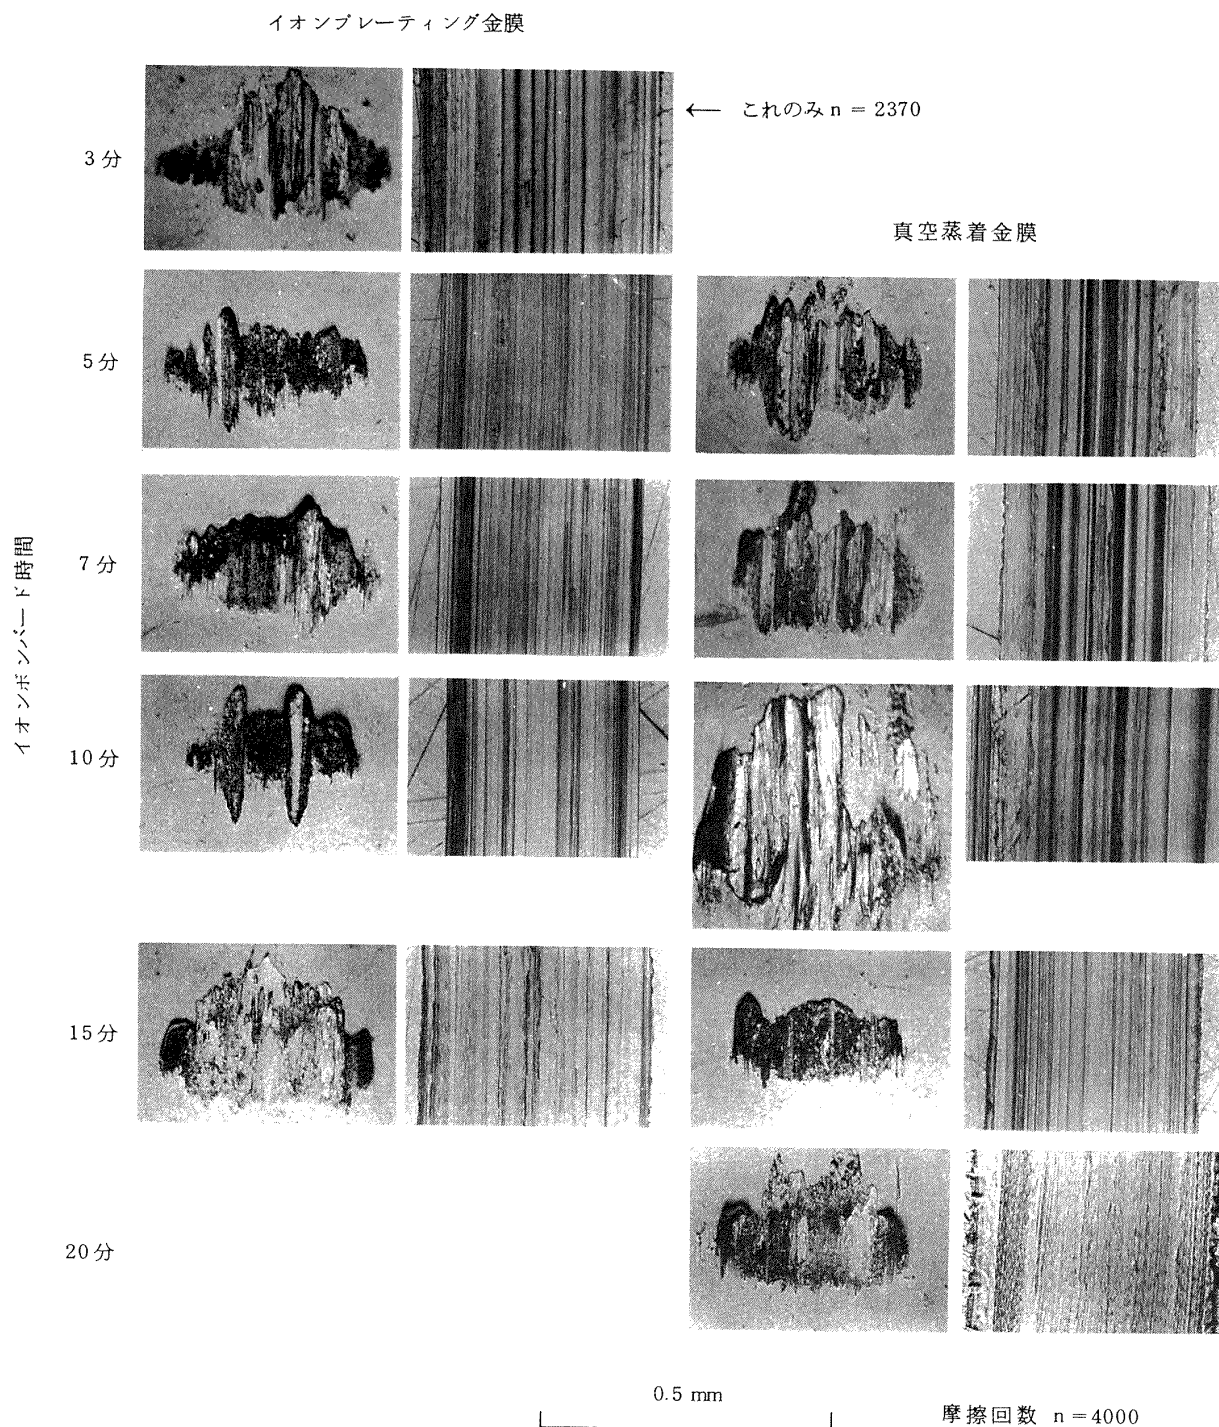 イオンプレーティング金膜
← これのみ n = 2370
3分
真空蒸着金膜
5分
7分
イオンボンバード時間
10分
15分
20分
0.5 mm
摩擦回数 n=4000